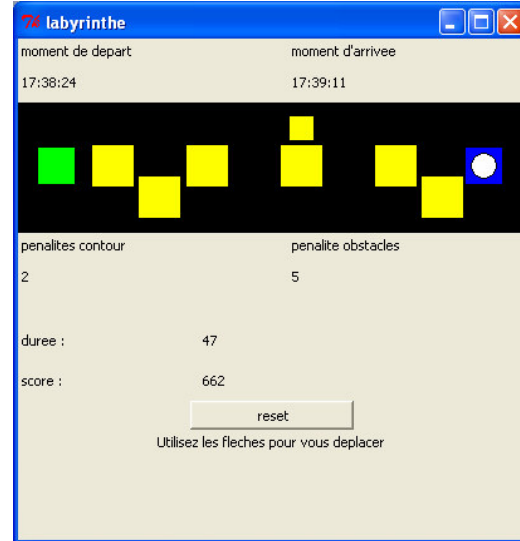 labyrinthe
moment de depart moment d'arrivee
17:38:24 17:39:11
penalites contour penalite obstacles
2 5
duree : 47
score : 662
reset
Utilisez les fleches pour vous deplacer